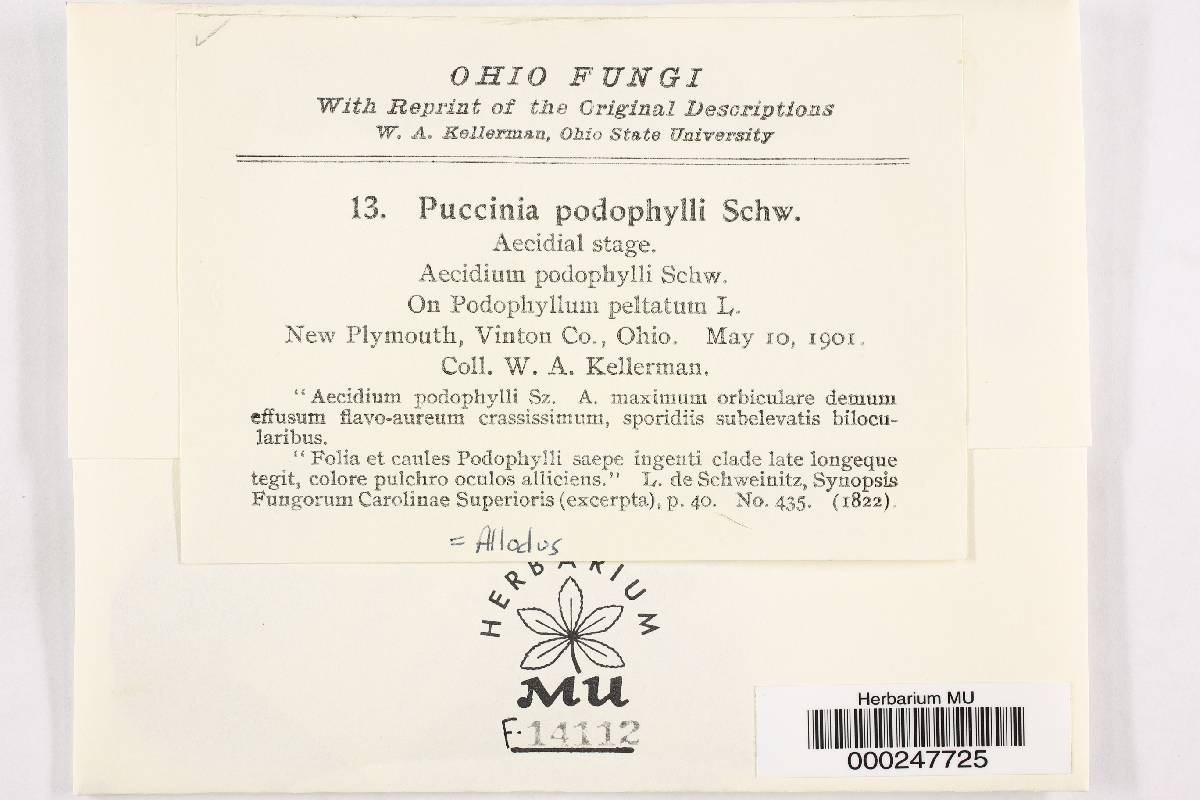 OHIO FUNGI
With Reprint of the Original Descriptions
W. A. Kellerman, Ohio State University
13. Puccinia podophylli Schw.
Aecidial stage.
Aecidium podophylli Schw.
On Podophyllum peltatum L.
New Plymouth, Vinton Co., Ohio. May 10, 1901.
Coll. W. A. Kellerman.
"Aecidium podophylli Sz. A. maximum orbiculare demum
effusum flavo-aureum crassissimum, sporidiis subelevatis bilocu-
laribus.
"Folia et caules Podophylli saepe ingenti clade late longeque
tegit, colore pulchro oculos alliciens." L. de Schweinitz, Synopsis
Fungorum Carolinae Superioris (excerpta), p. 40. No. 435. (1822).
= Allodus
HERBARIUM
MU
F. 14112
Herbarium MU
000247725